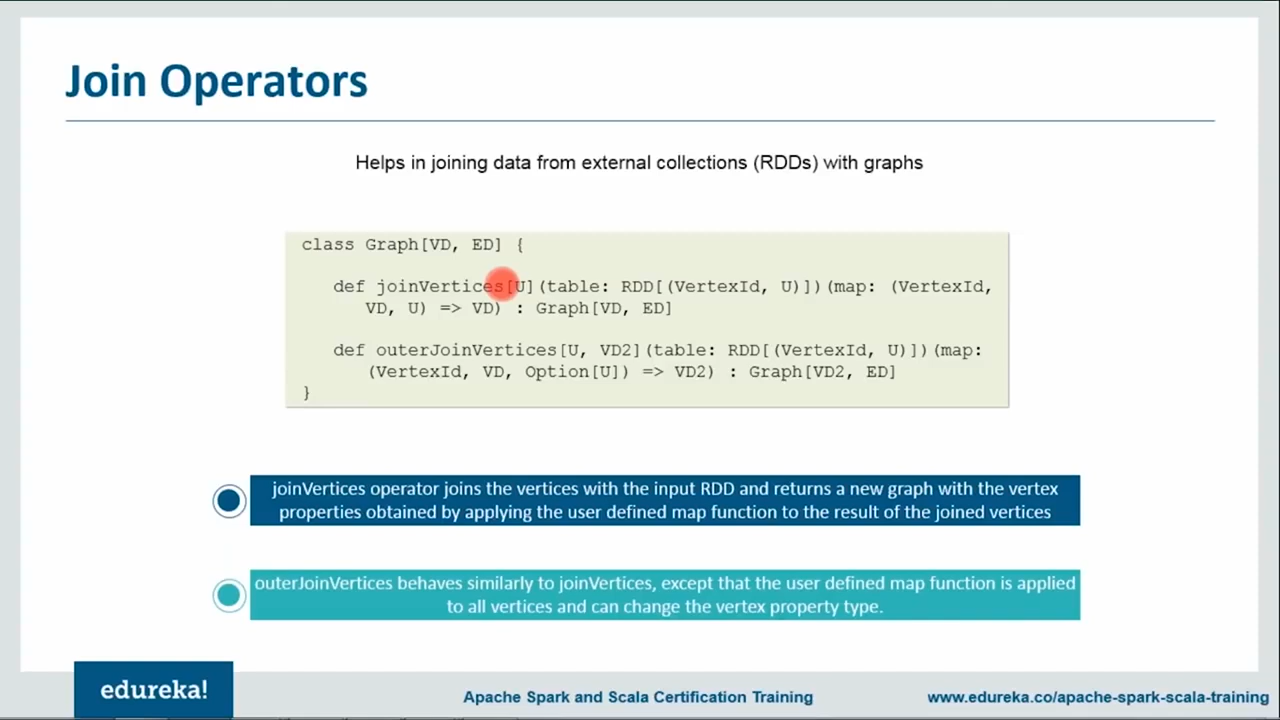 Join Operators
Helps in joining data from external collections (RDDs) with graphs
class Graph[VD, ED] {
def joinVertices[U](table: RDD[(VertexId, U)])(map: (VertexId,
VD, U) => VD) : Graph[VD, ED]
def outerJoinVertices[U, VD2](table: RDD[(VertexId, U)])(map:
(VertexId, VD, Option[U]) => VD2) : Graph[VD2, ED]
}
joinVertices operator joins the vertices with the input RDD and returns a new graph with the vertex
properties obtained by applying the user defined map function to the result of the joined vertices
outerJoinVertices behaves similarly to joinVertices, except that the user defined map function is applied
to all vertices and can change the vertex property type.
edureka!
Apache Spark and Scala Certification Training
www.edureka.co/apache-spark-scala-training